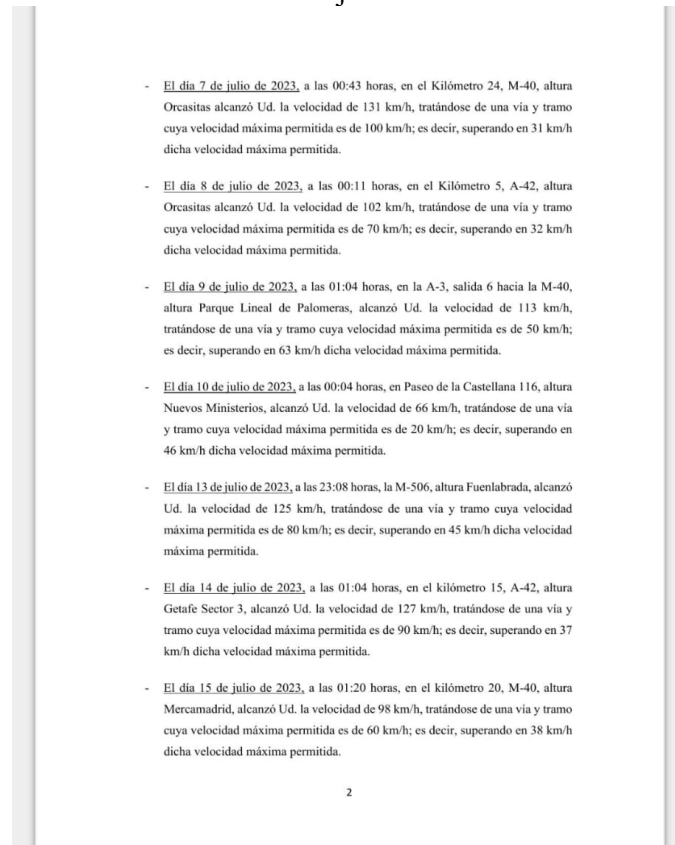 - El día 7 de julio de 2023, a las 00:43 horas, en el Kilómetro 24, M-40, altura
Orcasitas alcanzó Ud. la velocidad de 131 km/h, tratándose de una vía y tramo
cuya velocidad máxima permitida es de 100 km/h; es decir, superando en 31 km/h
dicha velocidad máxima permitida.
- El día 8 de julio de 2023, a las 00:11 horas, en el Kilómetro 5, A-42, altura
Orcasitas alcanzó Ud. la velocidad de 102 km/h, tratándose de una vía y tramo
cuya velocidad máxima permitida es de 70 km/h; es decir, superando en 32 km/h
dicha velocidad máxima permitida.
- El día 9 de julio de 2023, a las 01:04 horas, en la A-3, salida 6 hacia la M-40,
altura Parque Lineal de Palomeras, alcanzó Ud. la velocidad de 113 km/h,
tratándose de una vía y tramo cuya velocidad máxima permitida es de 50 km/h;
es decir, superando en 63 km/h dicha velocidad máxima permitida.
- El día 10 de julio de 2023, a las 00:04 horas, en Paseo de la Castellana 116, altura
Nuevos Ministerios, alcanzó Ud. la velocidad de 66 km/h, tratándose de una vía
y tramo cuya velocidad máxima permitida es de 20 km/h; es decir, superando en
46 km/h dicha velocidad máxima permitida.
- El día 13 de julio de 2023, a las 23:08 horas, la M-506, altura Fuenlabrada, alcanzó
Ud. la velocidad de 125 km/h, tratándose de una vía y tramo cuya velocidad
máxima permitida es de 80 km/h; es decir, superando en 45 km/h dicha velocidad
máxima permitida.
- El día 14 de julio de 2023, a las 01:04 horas, en el kilómetro 15, A-42, altura
Getafe Sector 3, alcanzó Ud. la velocidad de 127 km/h, tratándose de una vía y
tramo cuya velocidad máxima permitida es de 90 km/h; es decir, superando en 37
km/h dicha velocidad máxima permitida.
- El día 15 de julio de 2023, a las 01:20 horas, en el kilómetro 20, M-40, altura
Mercamadrid, alcanzó Ud. la velocidad de 98 km/h, tratándose de una vía y tramo
cuya velocidad máxima permitida es de 60 km/h; es decir, superando en 38 km/h
dicha velocidad máxima permitida.
2